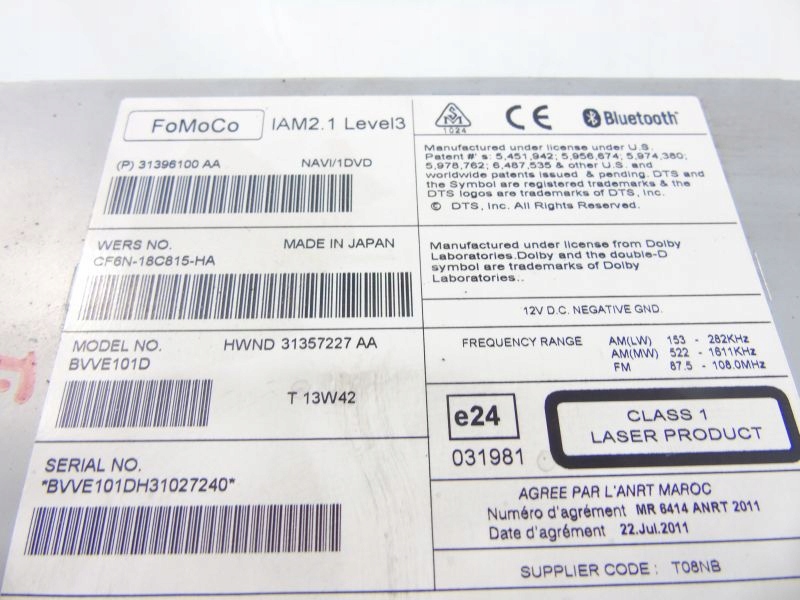 FoMoCo IAM2.1 Level3
(P) 31396100 AA NAVI/1DVD
WERS NO. MADE IN JAPAN
CF6N-18C815-HA
MODEL NO. HWND 31357227 AA
BVVE101D
T 13W42
SERIAL NO.
*BVVE101DH31027240*
1024
CE
Bluetooth
Manufactured under license under U.S.
Patent #' s: 5,451,942; 5,956,674; 5,974,380;
5,978,762; 6,487,535 & other U.S. and
worldwide patents issued & pending. DTS and
the Symbol are registered trademarks & the
DTS logos are trademarks of DTS, Inc.
© DTS, Inc. All Rights Reserved.
Manufactured under license from Dolby
Laboratories.Dolby and the double-D
symbol are trademarks of Dolby
Laboratories..
12V D.C. NEGATIVE GND.
FREQUENCY RANGE AM(LW) 153 - 282KHz
AM(MW) 522 - 1611KHz
FM 87.5 - 108.0MHz
e24
031981
CLASS 1
LASER PRODUCT
AGREE PAR L'ANRT MAROC
Numéro d'agrément MR 6414 ANRT 2011
Date d'agrément 22.Jul.2011
SUPPLIER CODE : T08NB